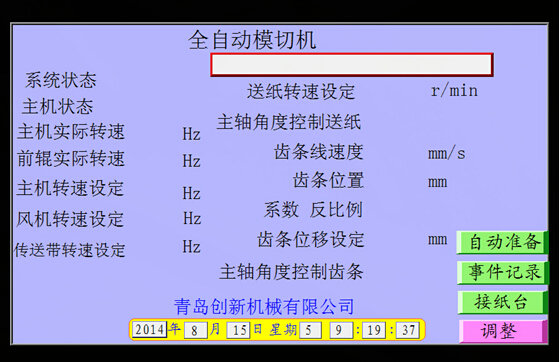 全自动模切机
系统状态
主机状态
主机实际转速 Hz
前辊实际转速 Hz
主机转速设定 Hz
风机转速设定 Hz
传送带转速设定 Hz
送纸转速设定 r/min
主轴角度控制送纸
齿条线速度 mm/s
齿条位置 mm
系数 反比例
齿条位移设定 mm
主轴角度控制齿条
自动准备
事件记录
接纸台
调整
青岛创新机械有限公司
2014年 8月 15日 星期5 9:19:37